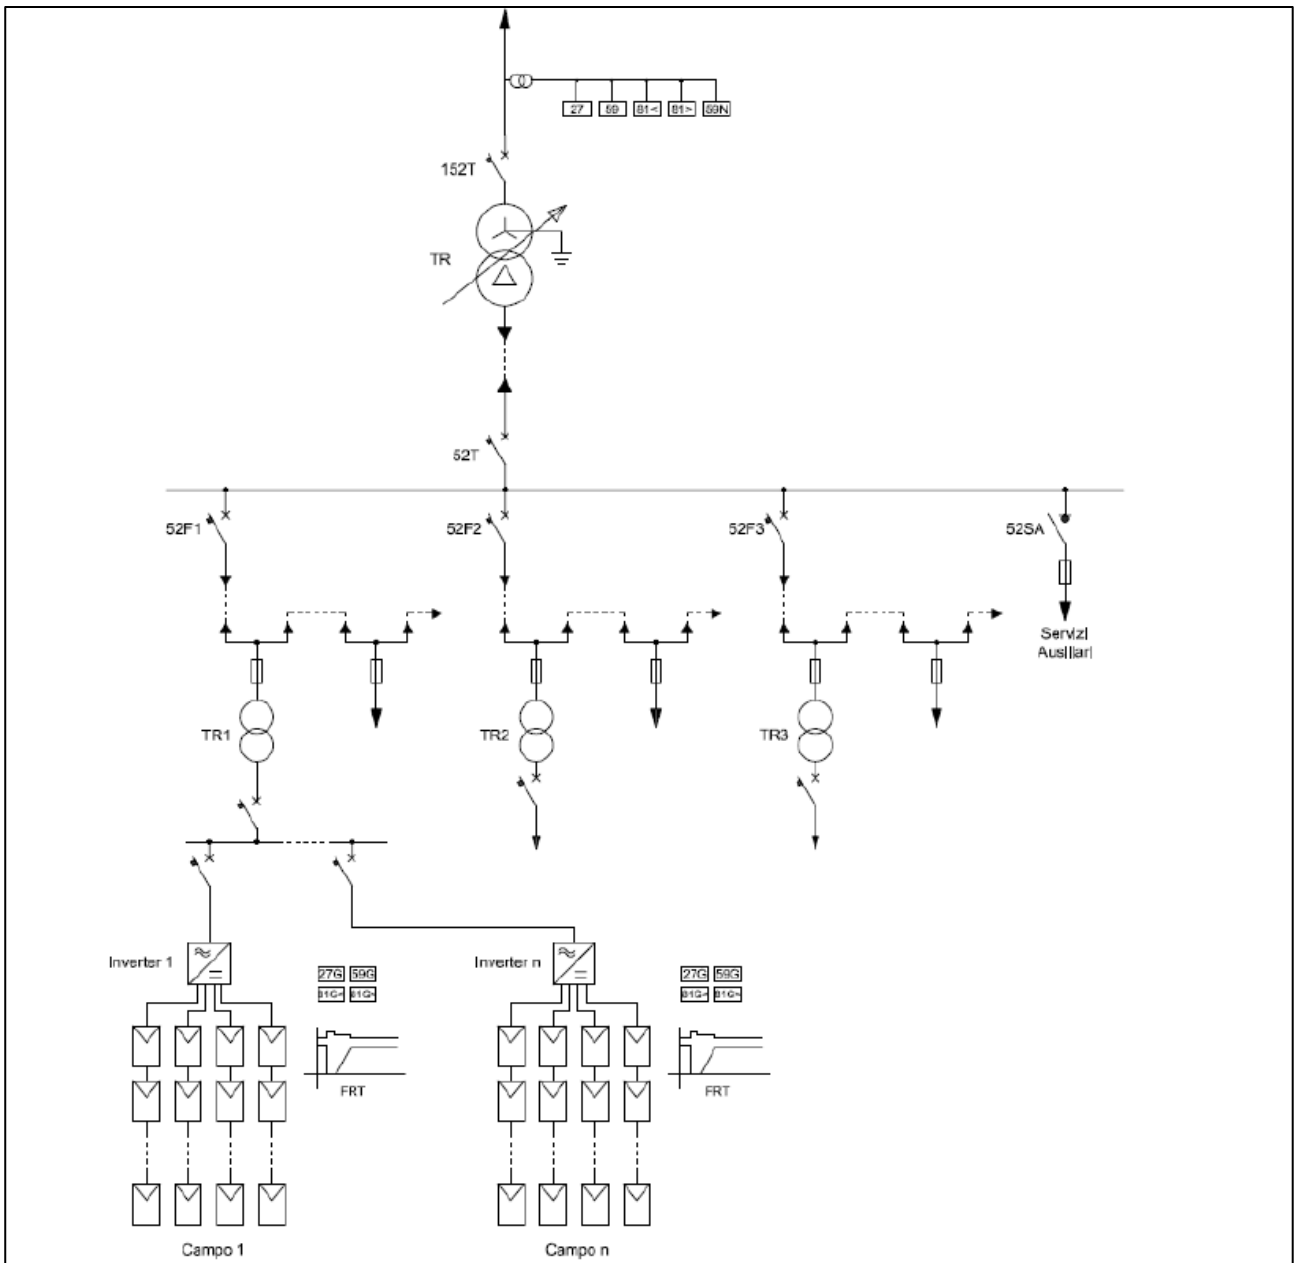 27 59 81< 81> 59N
152T
TR
52T
52F1 52F2 52F3 52SA
Servizi
Ausiliari
TR1 TR2 TR3
Inverter 1 Inverter n
27G 59G 27G 59G
81G< 81G> 81G< 81G>
FRT FRT
Campo 1 Campo n